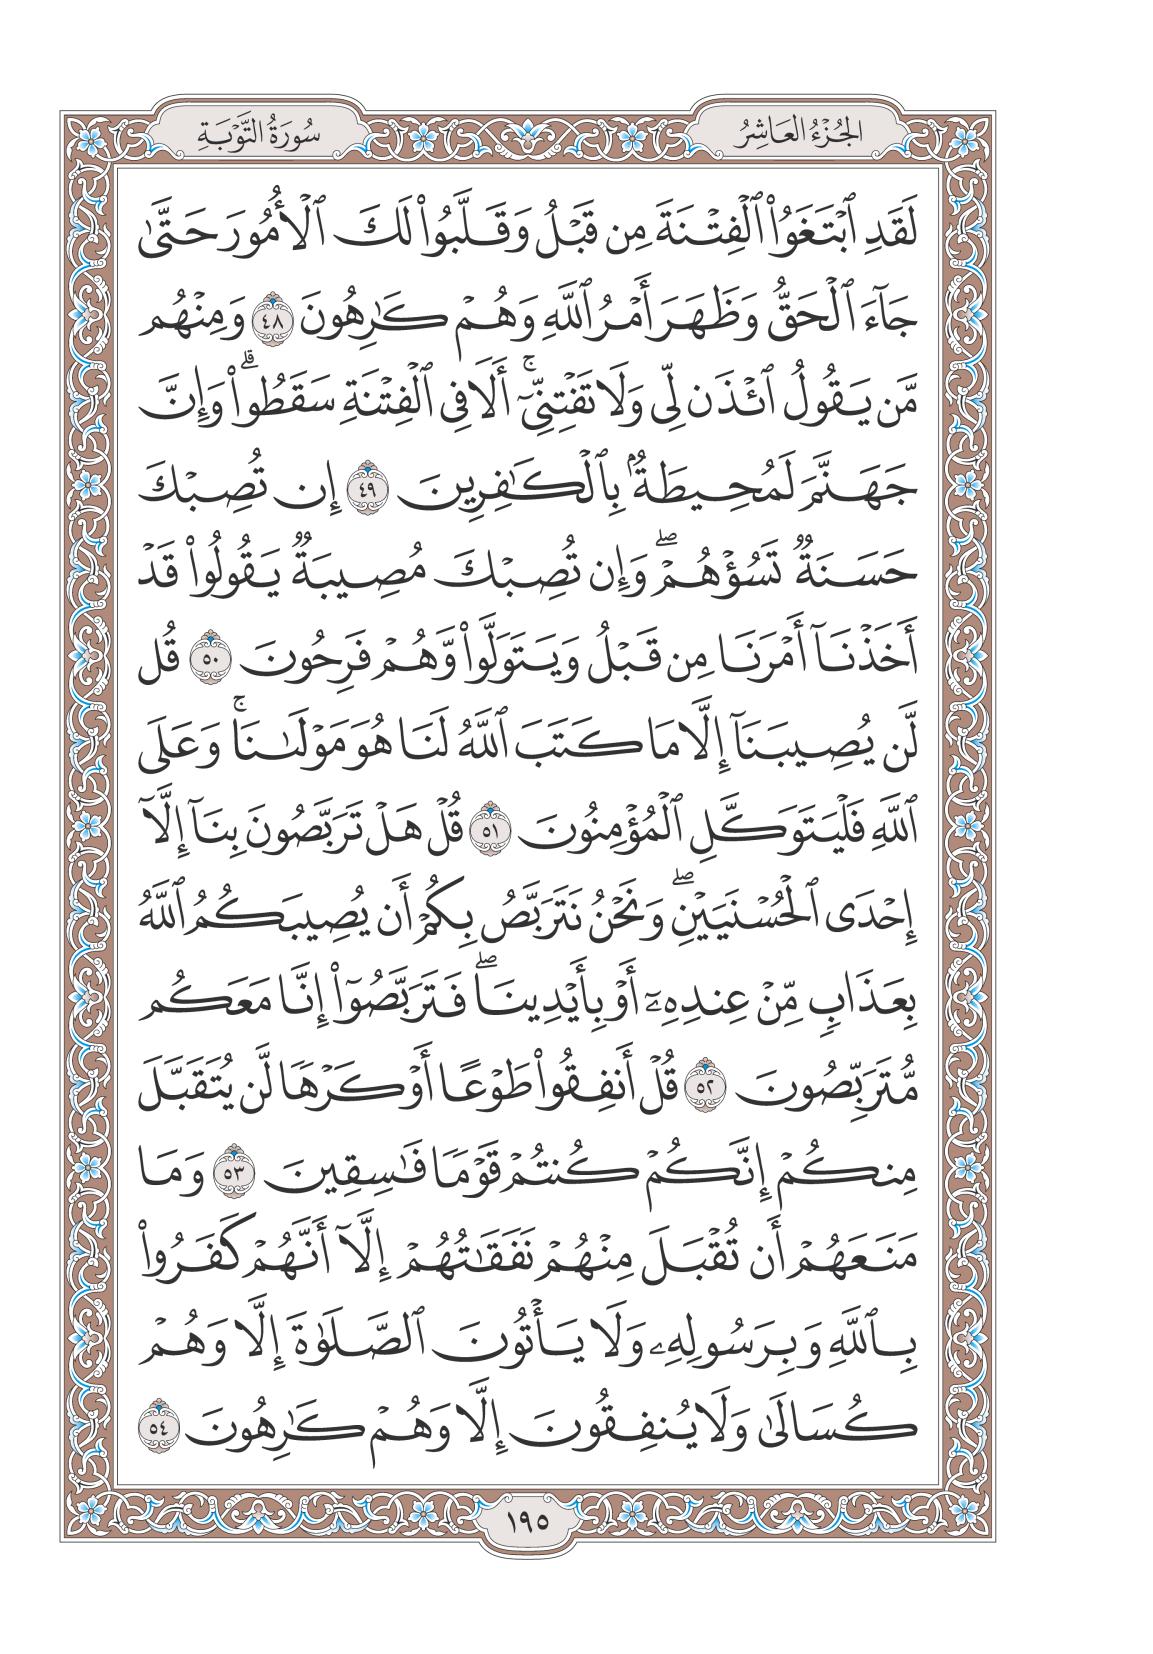 الجُزْءُ العَاشِرُ
سُورَةُ التَّوْبَةِ
لَقَدِ ٱبْتَغَوُا۟ ٱلْفِتْنَةَ مِن قَبْلُ وَقَلَّبُوا۟ لَكَ ٱلْأُمُورَ حَتَّىٰ
جَآءَ ٱلْحَقُّ وَظَهَرَ أَمْرُ ٱللَّهِ وَهُمْ كَـٰرِهُونَ ٤٨ وَمِنْهُم
مَّن يَقُولُ ٱئْذَن لِّى وَلَا تَفْتِنِّىٓ ۚ أَلَا فِى ٱلْفِتْنَةِ سَقَطُوا۟ ۗ وَإِنَّ
جَهَنَّمَ لَمُحِيطَةٌۢ بِٱلْكَـٰفِرِينَ ٤٩ إِن تُصِبْكَ
حَسَنَةٌ تَسُؤْهُمْ ۖ وَإِن تُصِبْكَ مُصِيبَةٌ يَقُولُوا۟ قَدْ
أَخَذْنَآ أَمْرَنَا مِن قَبْلُ وَيَتَوَلَّوا۟ وَّهُمْ فَرِحُونَ ٥٠ قُل
لَّن يُصِيبَنَآ إِلَّا مَا كَتَبَ ٱللَّهُ لَنَا هُوَ مَوْلَىٰنَا ۚ وَعَلَى
ٱللَّهِ فَلْيَتَوَكَّلِ ٱلْمُؤْمِنُونَ ٥١ قُلْ هَلْ تَرَبَّصُونَ بِنَآ إِلَّآ
إِحْدَى ٱلْحُسْنَيَيْنِ ۖ وَنَحْنُ نَتَرَبَّصُ بِكُمْ أَن يُصِيبَكُمُ ٱللَّهُ
بِعَذَابٍ مِّنْ عِندِهِۦٓ أَوْ بِأَيْدِينَا ۖ فَتَرَبَّصُوٓا۟ إِنَّا مَعَكُم
مُّتَرَبِّصُونَ ٥٢ قُلْ أَنفِقُوا۟ طَوْعًا أَوْ كَرْهًا لَّن يُتَقَبَّلَ
مِنكُمْ إِنَّكُمْ كُنتُمْ قَوْمًا فَـٰسِقِينَ ٥٣ وَمَا
مَنَعَهُمْ أَن تُقْبَلَ مِنْهُمْ نَفَقَـٰتُهُمْ إِلَّآ أَنَّهُمْ كَفَرُوا۟
بِٱللَّهِ وَبِرَسُولِهِۦ وَلَا يَأْتُونَ ٱلصَّلَوٰةَ إِلَّا وَهُمْ
كُسَالَىٰ وَلَا يُنفِقُونَ إِلَّا وَهُمْ كَـٰرِهُونَ ٥٤
١٩٥